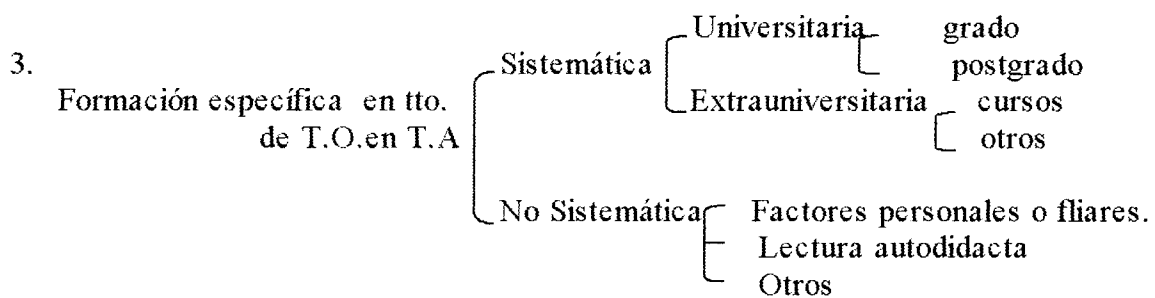 3.
Formación específica en tto.
de T.O.en T.A
Sistemática
Universitaria
grado
postgrado
Extrauniversitaria
cursos
otros
No Sistemática
Factores personales o fliares.
Lectura autodidacta
Otros